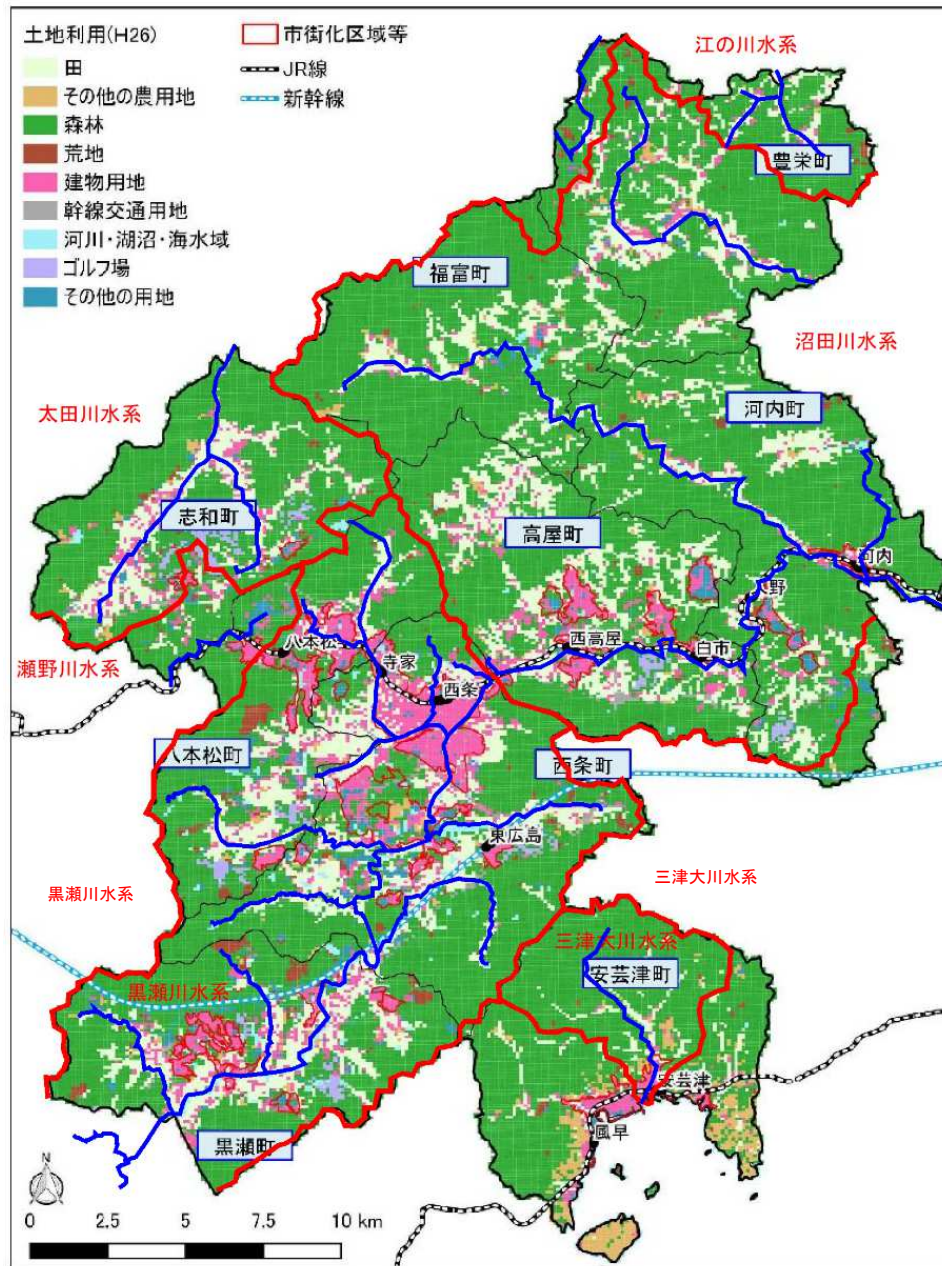 土地利用(H26)
田
その他の農用地
森林
荒地
建物用地
幹線交通用地
河川・湖沼・海水域
ゴルフ場
その他の用地
市街化区域等
JR線
新幹線
江の川水系
豊栄町
福富町
沼田川水系
太田川水系
河内町
志和町
高屋町
河内
入野
西高屋
白市
八本松
瀬野川水系
寺家
西条
八本松町
西条町
東広島
黒瀬川水系
三津大川水系
三津大川水系
安芸津町
黒瀬川水系
安芸津
風早
黒瀬町
N
0 2.5 5 7.5 10 km